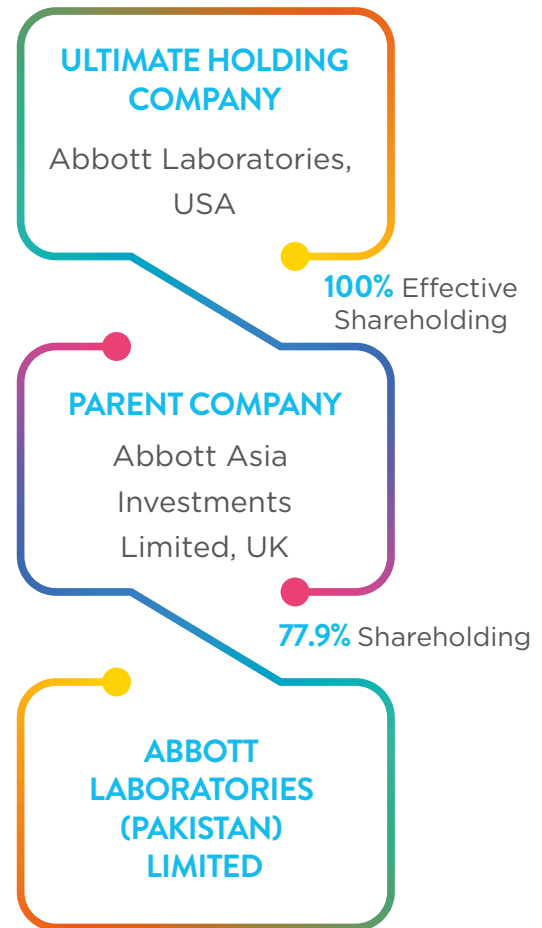 ULTIMATE HOLDING
COMPANY
Abbott Laboratories,
USA
100% Effective
Shareholding
PARENT COMPANY
Abbott Asia
Investments
Limited, UK
77.9% Shareholding
ABBOTT
LABORATORIES
(PAKISTAN)
LIMITED